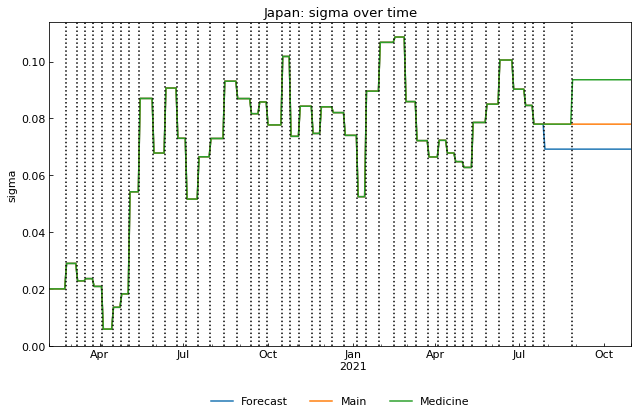 Japan: sigma over time
sigma
0.10
0.08
0.06
0.04
0.02
0.00
Apr Jul Oct Jan Apr Jul Oct
2021
Forecast Main Medicine